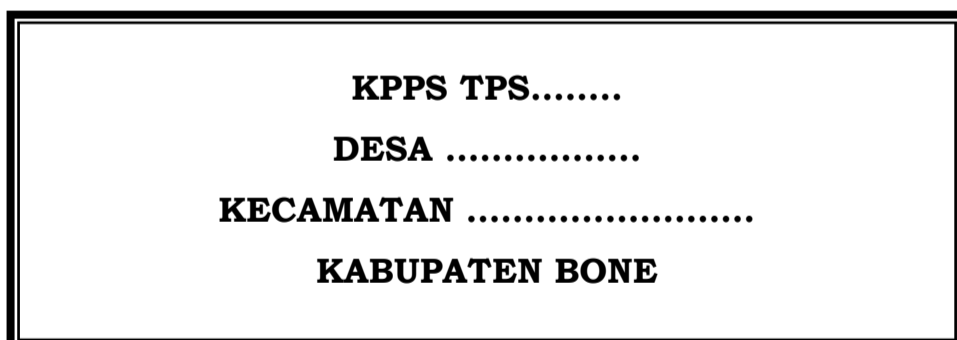 KPPS TPS........
DESA .................
KECAMATAN .........................
KABUPATEN BONE